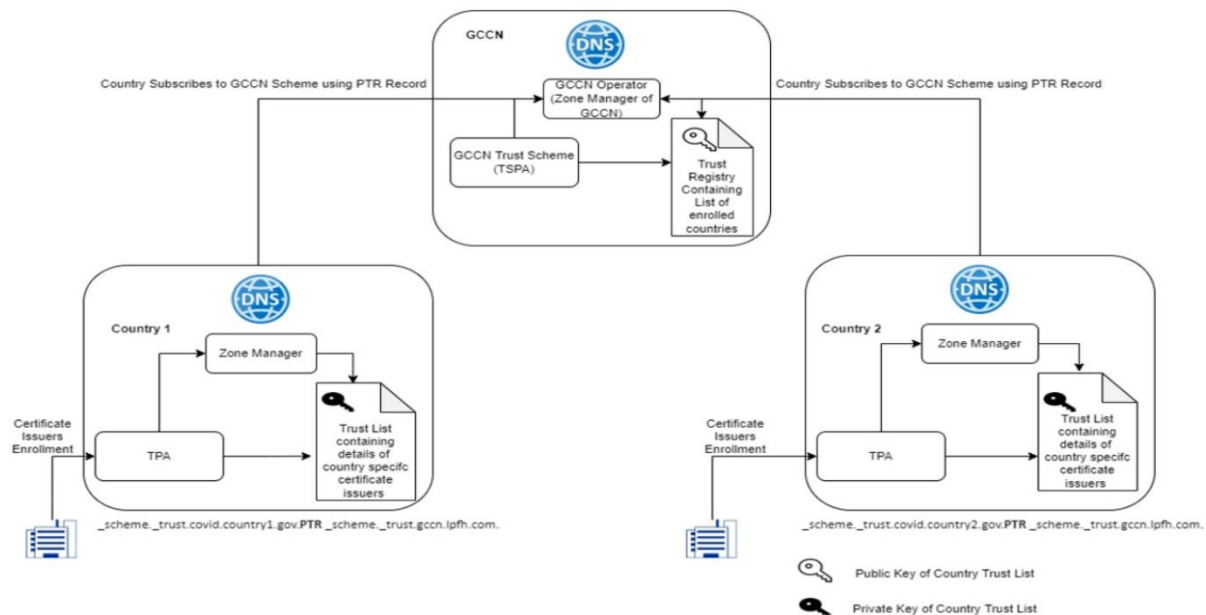 GCCN
DNS
Country Subscribes to GCCN Scheme using PTR Record
Country Subscribes to GCCN Scheme using PTR Record
GCCN Operator
(Zone Manager of
GCCN)
GCCN Trust Scheme
(TSPA)
Trust
Registry
Containing
List of
enrolled
countries
DNS
Country 1
Zone Manager
Certificate
Issuers
Enrollment
TPA
Trust List
containing
details of
country specifc
certificate
issuers
_scheme._trust.covid.country1.gov.PTR _scheme._trust.gccn.lpfh.com.
DNS
Country 2
Zone Manager
Certificate
Issuers
Enrollment
TPA
Trust List
containing
details of
country specifc
certificate
issuers
_scheme._trust.covid.country2.gov.PTR _scheme._trust.gccn.lpfh.com.
Public Key of Country Trust List
Private Key of Country Trust List